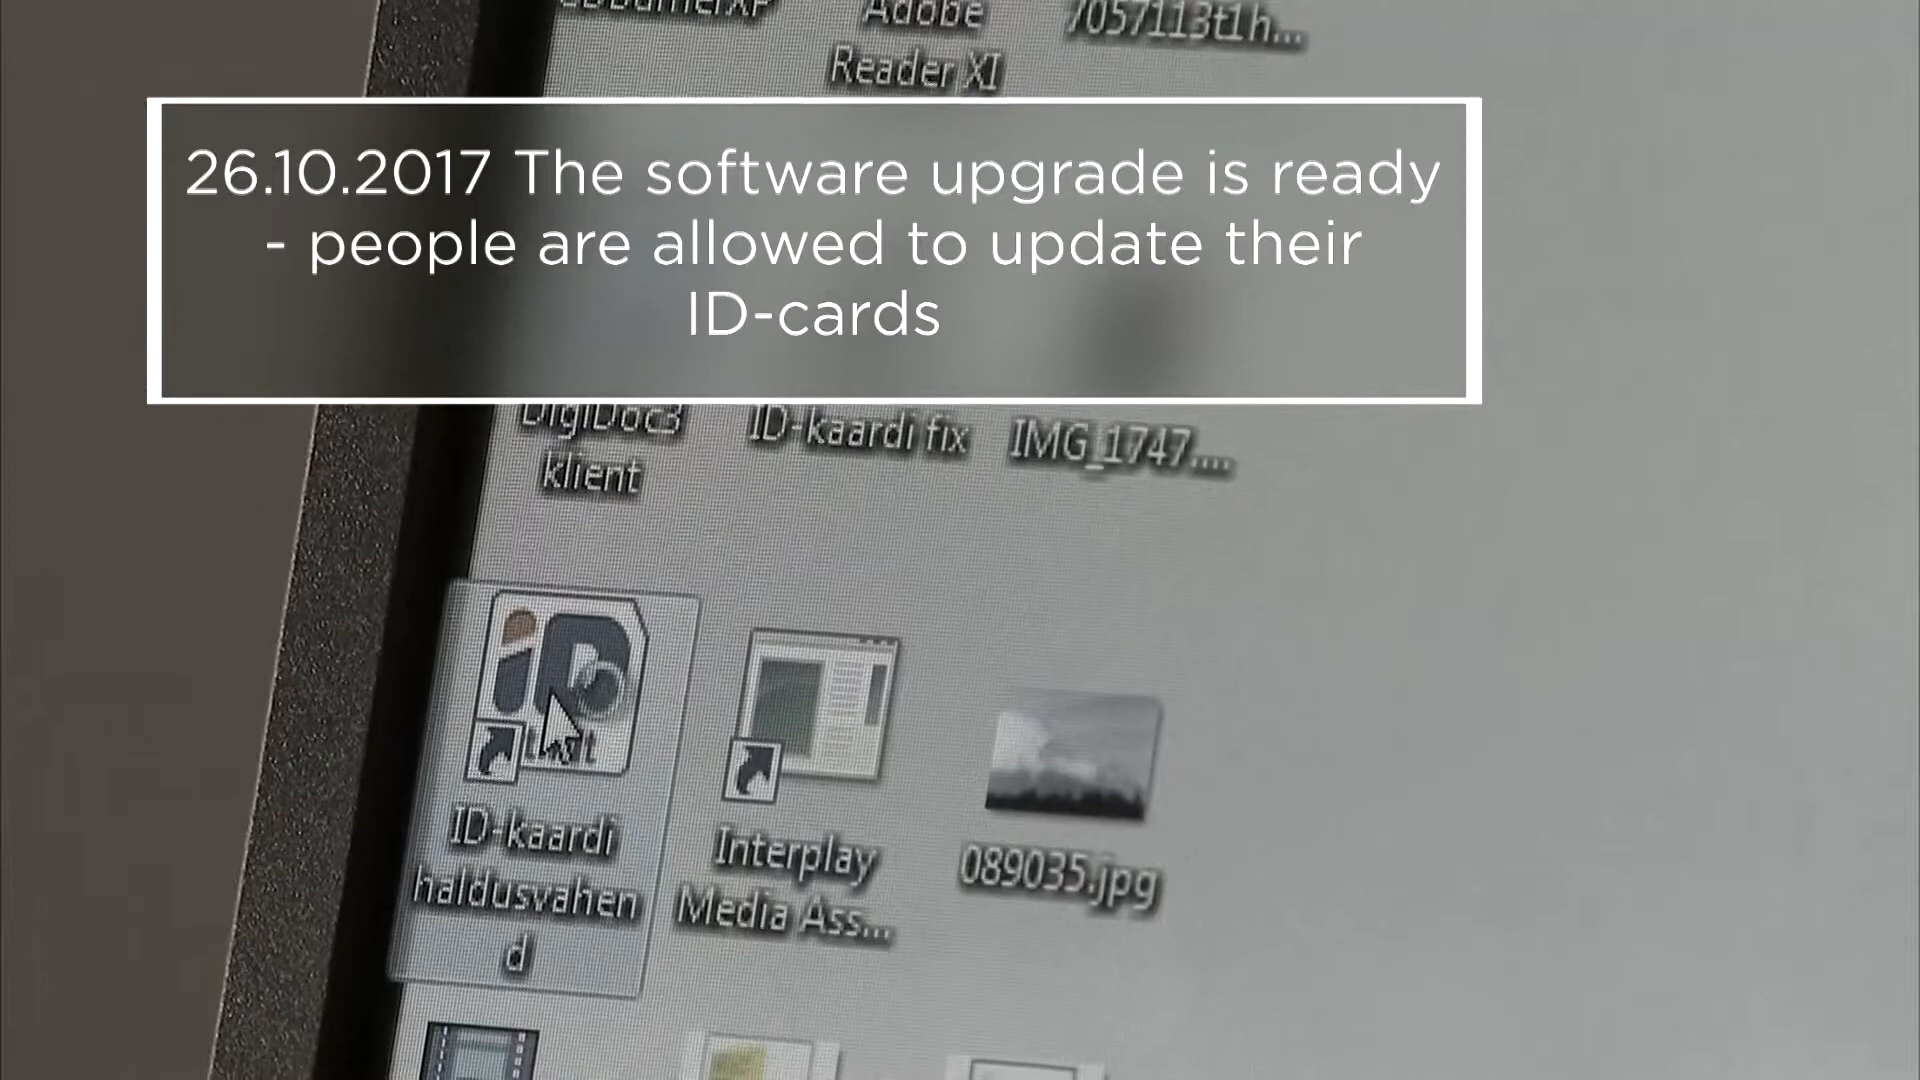 Adobe
Reader XI
7057113t1h...
26.10.2017 The software upgrade is ready
- people are allowed to update their
ID-cards
DigiDoc3
klient
ID-kaardi fix
IMG_1747....
ID-kaardi
haldusvahen
d
Interplay
Media Ass...
089035.jpg